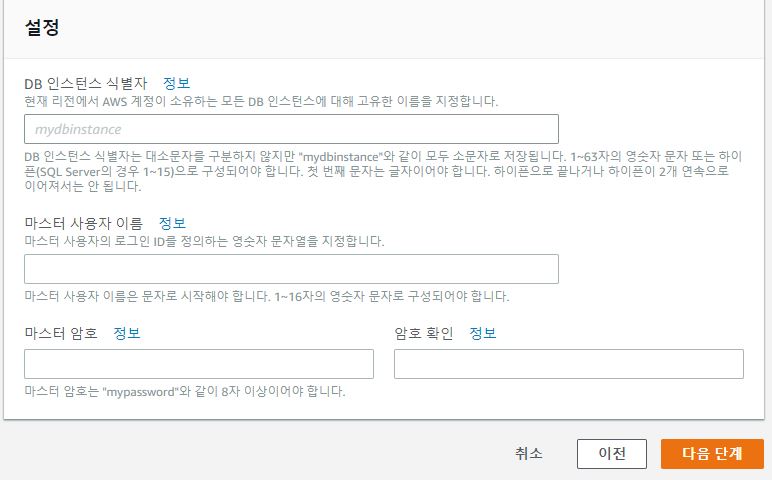 설정
DB 인스턴스 식별자 정보
현재 리전에서 AWS 계정이 소유하는 모든 DB 인스턴스에 대해 고유한 이름을 지정합니다.
mydbinstance
DB 인스턴스 식별자는 대소문자를 구분하지 않지만 "mydbinstance"와 같이 모두 소문자로 저장됩니다. 1~63자의 영숫자 문자 또는 하이
픈(SQL Server의 경우 1~15)으로 구성되어야 합니다. 첫 번째 문자는 글자이어야 합니다. 하이픈으로 끝나거나 하이픈이 2개 연속으로
이어져서는 안 됩니다.
마스터 사용자 이름 정보
마스터 사용자의 로그인 ID를 정의하는 영숫자 문자열을 지정합니다.
마스터 사용자 이름은 문자로 시작해야 합니다. 1~16자의 영숫자 문자로 구성되어야 합니다.
마스터 암호 정보 암호 확인 정보
마스터 암호는 "mypassword"와 같이 8자 이상이어야 합니다.
취소 이전 다음 단계